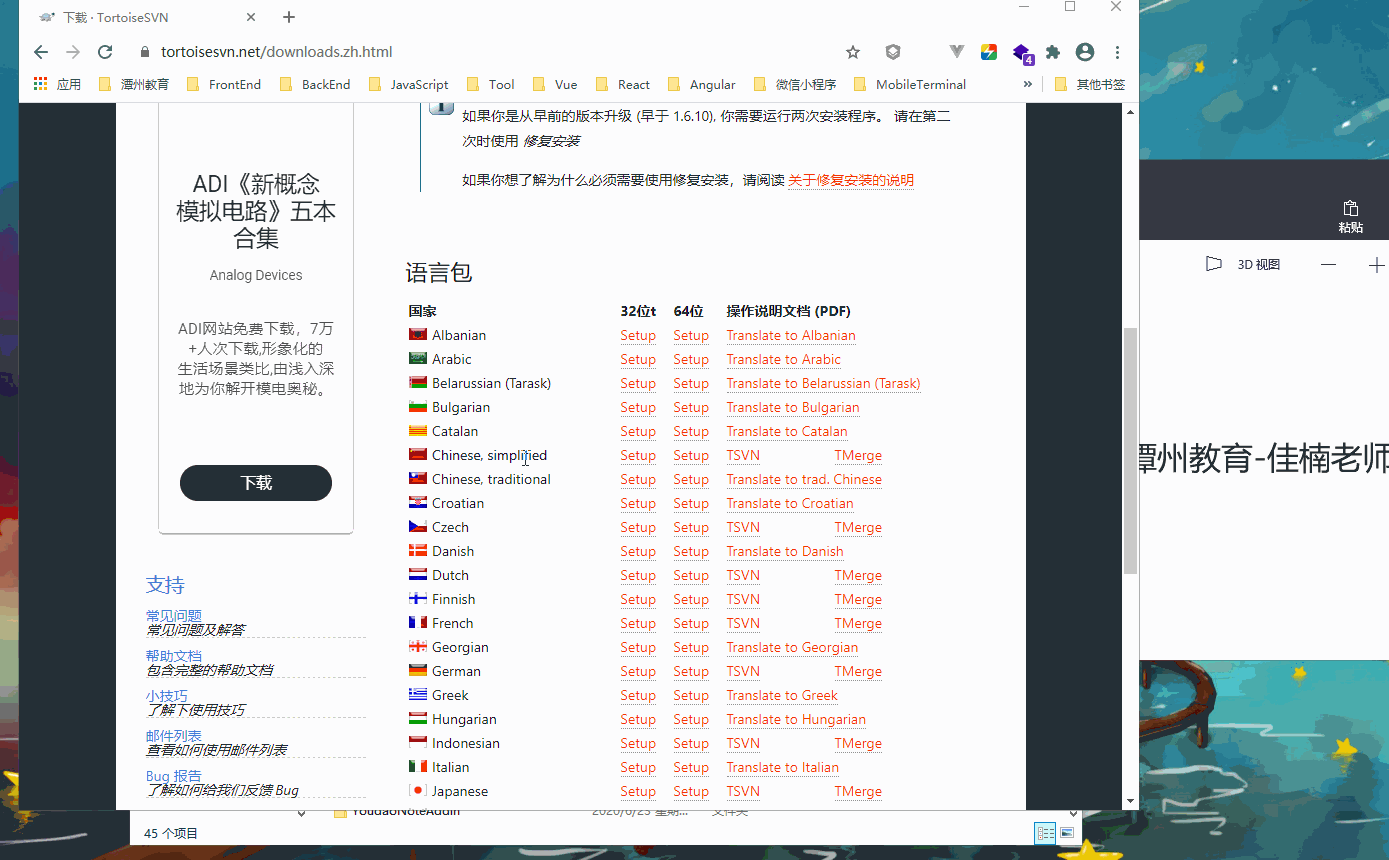 下载 · TortoiseSVN
tortoisesvn.net/downloads.zh.html
4
应用 潭州教育 FrontEnd BackEnd JavaScript Tool Vue React Angular 微信小程序 MobileTerminal » 其他书签
如果你是从早前的版本升级 (早于 1.6.10), 你需要运行两次安装程序。 请在第二
次时使用 修复安装
如果你想了解为什么必须需要使用修复安装，请阅读 关于修复安装的说明
ADI《新概念
模拟电路》五本
合集
Analog Devices
ADI网站免费下载，7万
+人次下载,形象化的
生活场景类比,由浅入深
地为你解开模电奥秘。
下载
支持
常见问题
常见问题及解答
帮助文档
包含完整的帮助文档
小技巧
了解下使用技巧
邮件列表
查看如何使用邮件列表
Bug 报告
了解如何给我们反馈 Bug
语言包
国家 32位t 64位 操作说明文档 (PDF)
Albanian Setup Setup Translate to Albanian
Arabic Setup Setup Translate to Arabic
Belarussian (Tarask) Setup Setup Translate to Belarussian (Tarask)
Bulgarian Setup Setup Translate to Bulgarian
Catalan Setup Setup Translate to Catalan
Chinese, simplified Setup Setup TSVN TMerge
Chinese, traditional Setup Setup Translate to trad. Chinese
Croatian Setup Setup Translate to Croatian
Czech Setup Setup TSVN TMerge
Danish Setup Setup Translate to Danish
Dutch Setup Setup TSVN TMerge
Finnish Setup Setup TSVN TMerge
French Setup Setup TSVN TMerge
Georgian Setup Setup Translate to Georgian
German Setup Setup TSVN TMerge
Greek Setup Setup Translate to Greek
Hungarian Setup Setup Translate to Hungarian
Indonesian Setup Setup TSVN TMerge
Italian Setup Setup Translate to Italian
Japanese Setup Setup TSVN TMerge
粘贴
3D 视图
潭州教育-佳楠老师
YoudaoNoteAddin 2020/6/23 星期... 文件夹
45 个项目